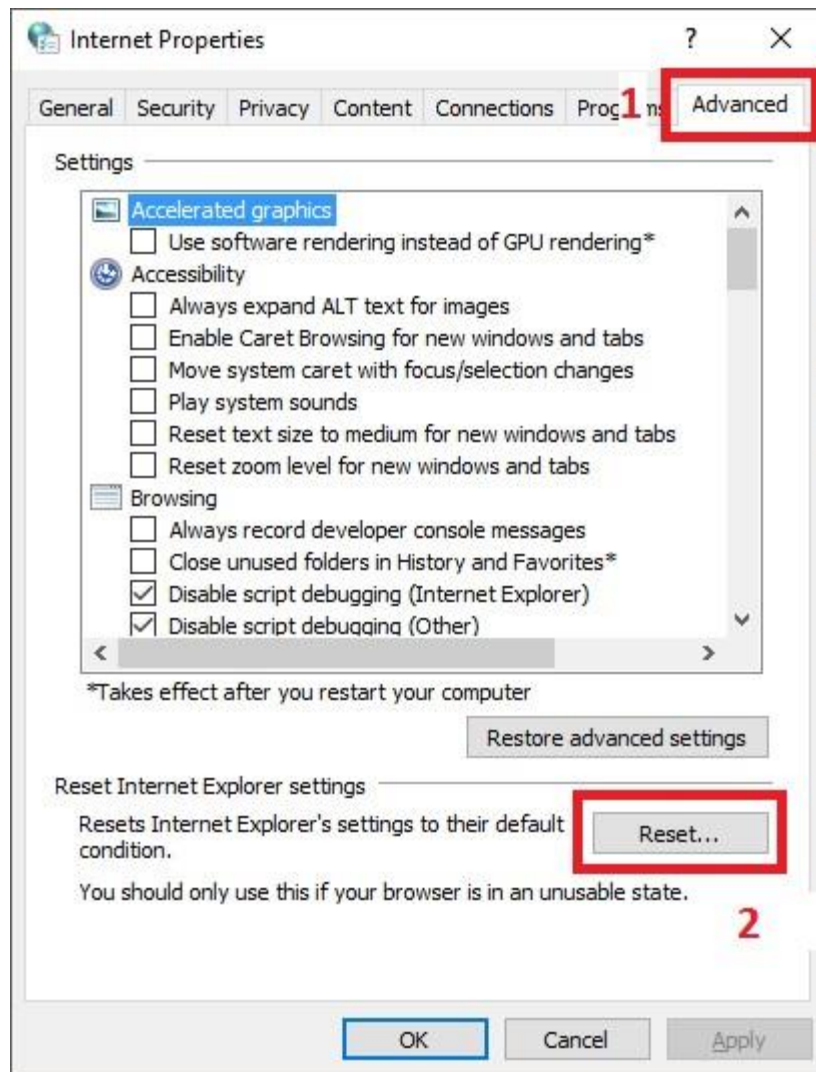 Internet Properties
?
General Security Privacy Content Connections
1
Advanced
Settings
Accelerated graphics
Use software rendering instead of GPU rendering*
Accessibility
Always expand ALT text for images
Enable Caret Browsing for new windows and tabs
Move system caret with focus/selection changes
Play system sounds
Reset text size to medium for new windows and tabs
Reset zoom level for new windows and tabs
Browsing
Always record developer console messages
Close unused folders in History and Favorites*
Disable script debugging (Internet Explorer)
Disable script debugging (Other)
*Takes effect after you restart your computer
Restore advanced settings
Reset Internet Explorer settings
Resets Internet Explorer's settings to their default
condition.
Reset...
You should only use this if your browser is in an unusable state.
2
OK Cancel Apply